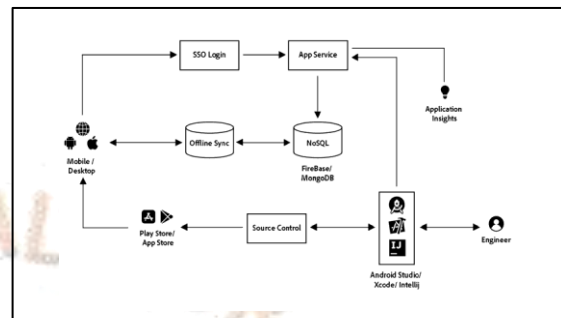 SSO Login
App Service
Application
Insights
Mobile /
Desktop
Offline Sync
NoSQL
FireBase/
MongoDB
Play Store/
App Store
Source Control
IJ
Engineer
Android Studio/
Xcode/ Intellij